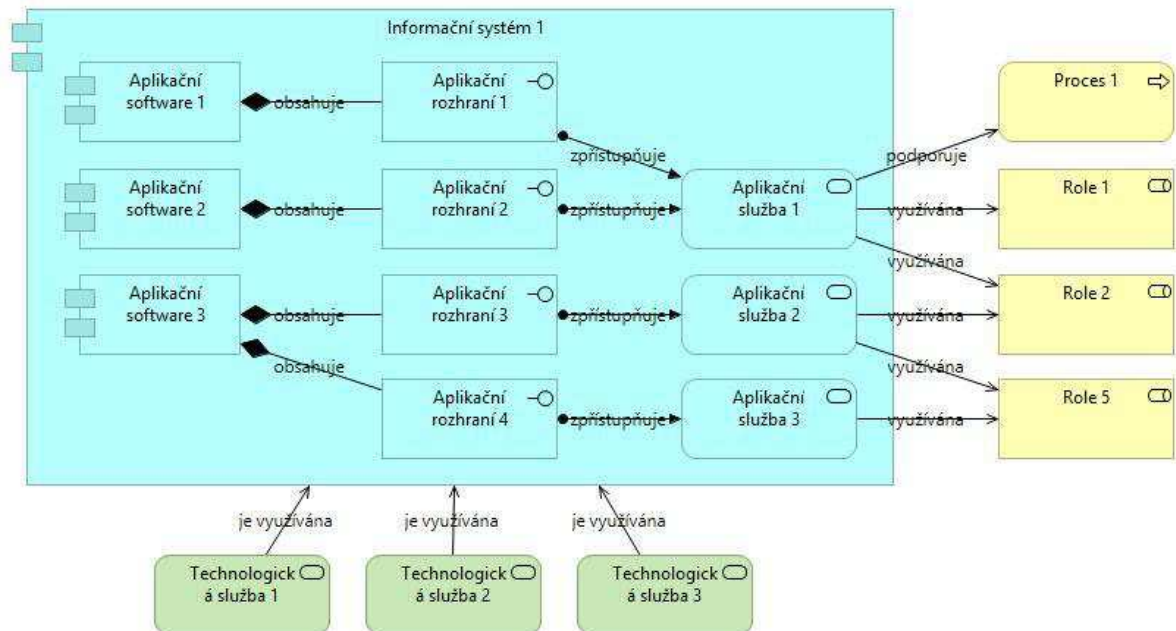 Informační systém 1
Aplikační
software 1
obsahuje
Aplikační
rozhraní 1
Proces 1
zpřístupňuje
podporuje
Aplikační
software 2
obsahuje
Aplikační
rozhraní 2
zpřístupňuje
Aplikační
služba 1
využívána
Role 1
využívána
Aplikační
software 3
obsahuje
Aplikační
rozhraní 3
zpřístupňuje
Aplikační
služba 2
využívána
Role 2
obsahuje
využívána
Aplikační
rozhraní 4
zpřístupňuje
Aplikační
služba 3
využívána
Role 5
je využívána
je využívána
je využívána
Technologick
á služba 1
Technologick
á služba 2
Technologick
á služba 3